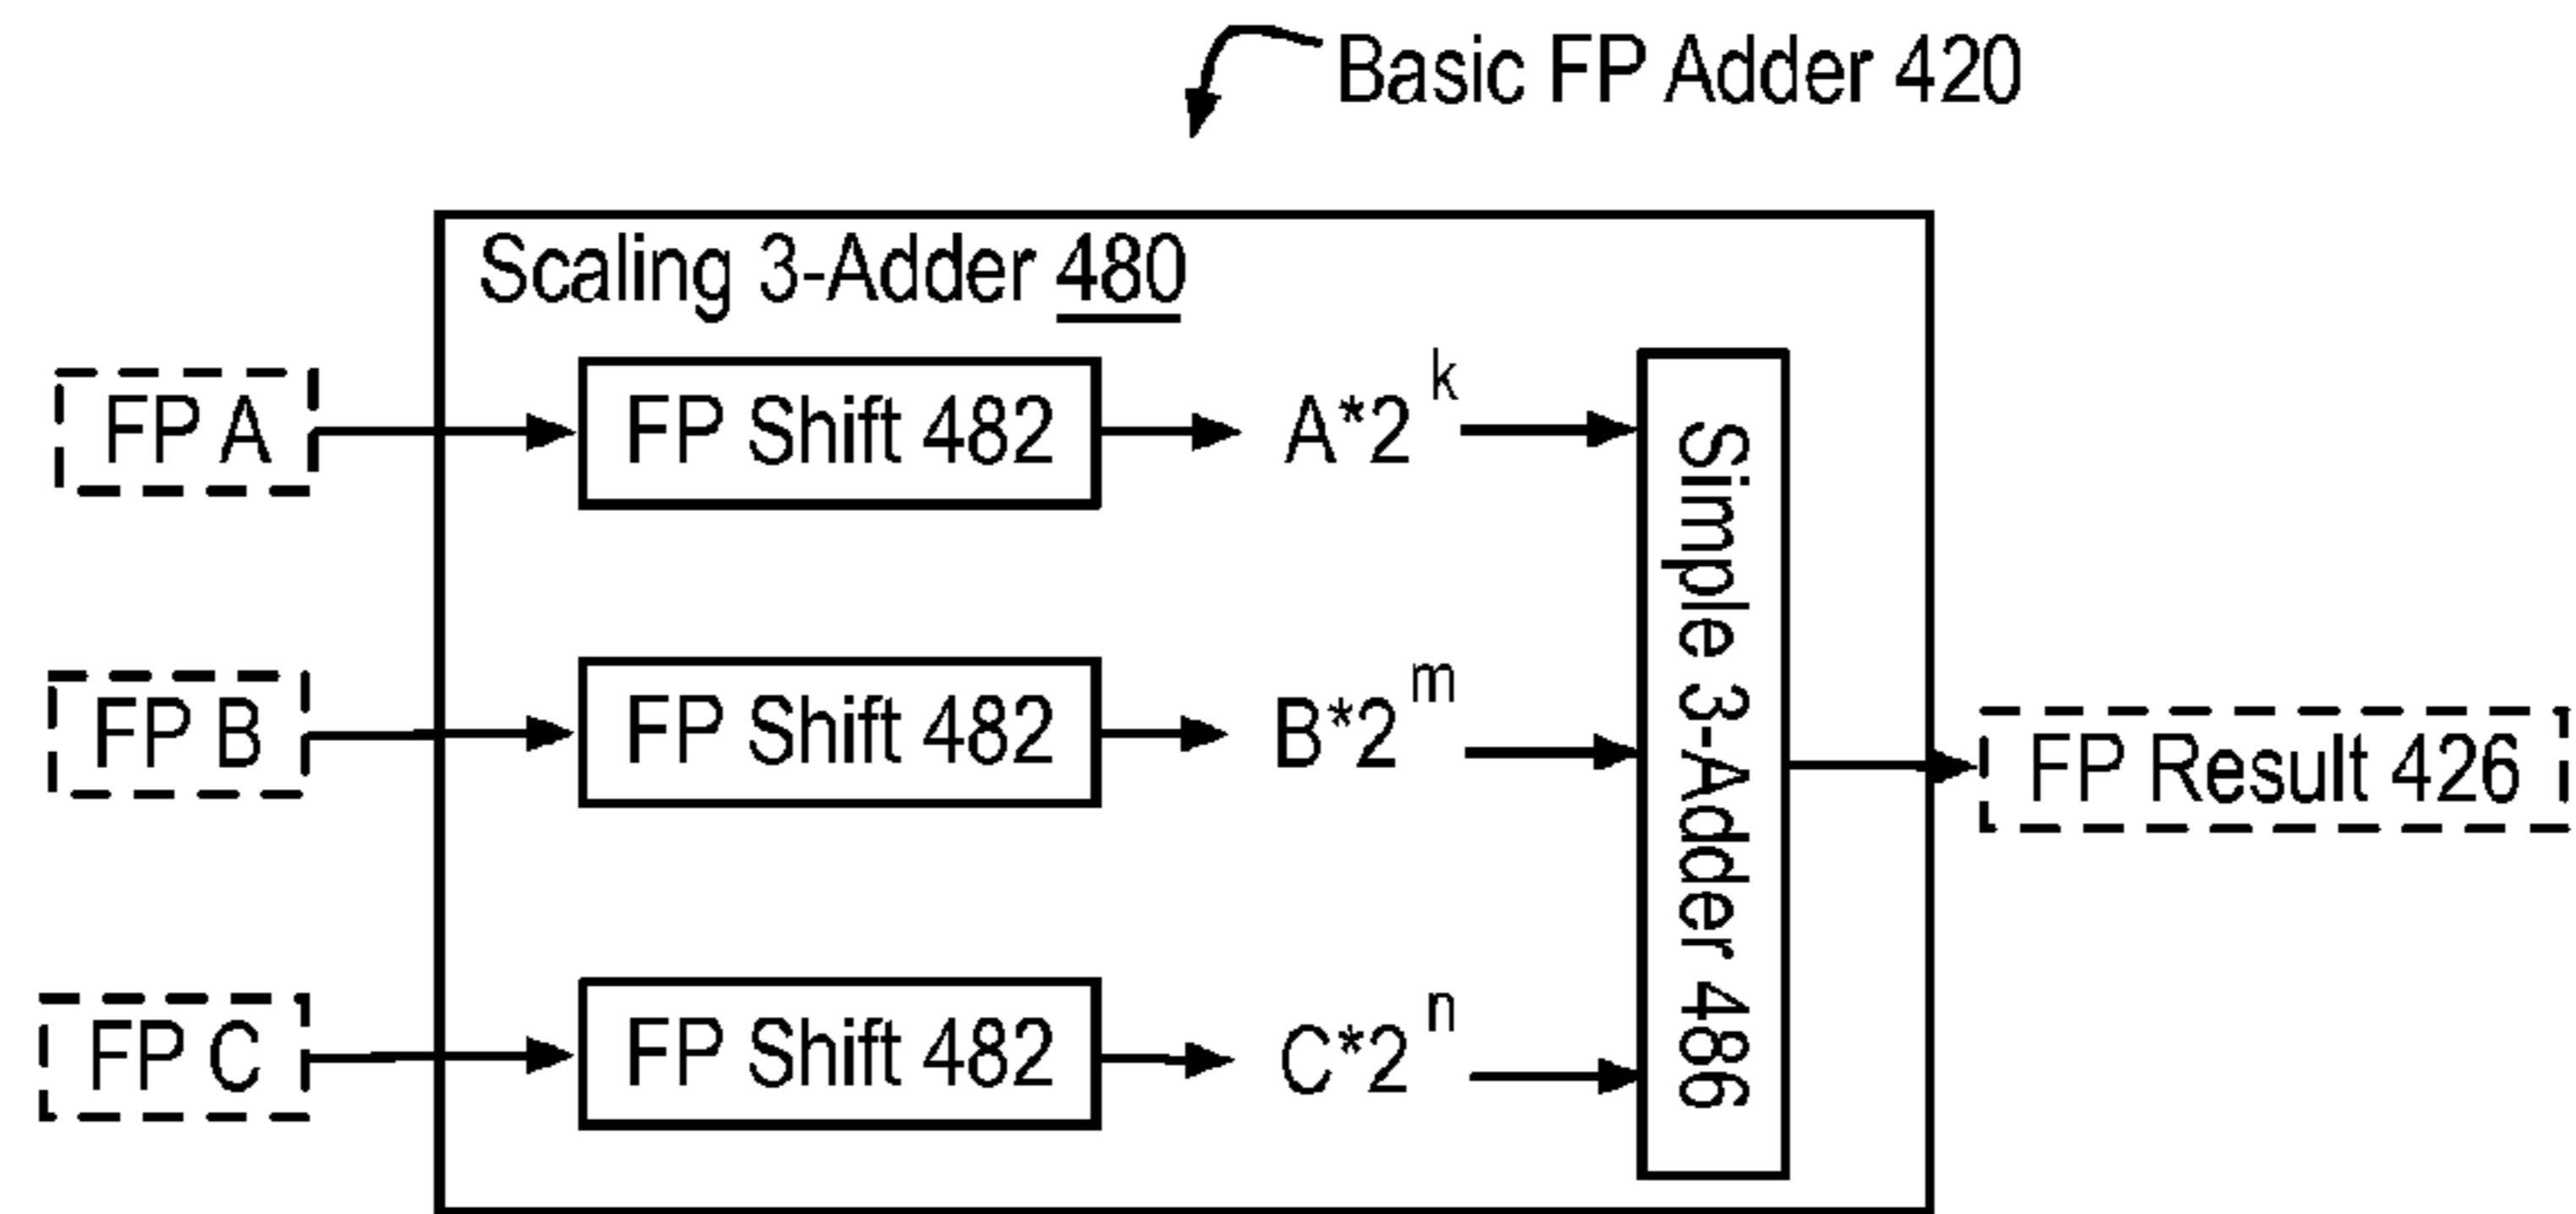 Basic FP Adder 420
Scaling 3-Adder 480
FP A
FP Shift 482
A*2^k
FP B
FP Shift 482
B*2^m
FP C
FP Shift 482
C*2^n
Simple 3-Adder 486
FP Result 426